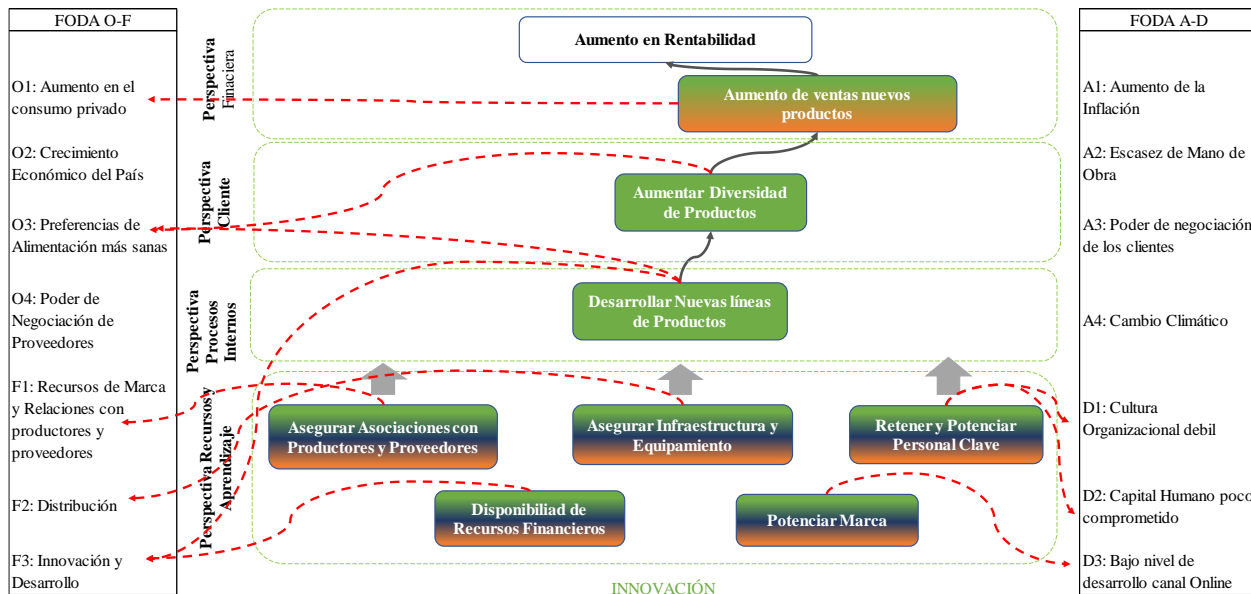 FODA O-F
O1: Aumento en el
consumo privado
O2: Crecimiento
Económico del País
O3: Preferencias de
Alimentación más sanas
O4: Poder de
Negociación de
Proveedores
F1: Recursos de Marca
y Relaciones con
productores y
proveedores
F2: Distribución
F3: Innovación y
Desarrollo
Perspectiva
Finaciera
Aumento en Rentabilidad
Aumento de ventas nuevos
productos
Perspectiva
Cliente
Aumentar Diversidad
de Productos
Perspectiva
Procesos
Internos
Desarrollar Nuevas líneas
de Productos
Perspectiva Recursos y
Aprendizaje
Asegurar Asociaciones con
Productores y Proveedores
Asegurar Infraestructura y
Equipamiento
Retener y Potenciar
Personal Clave
Disponibiliad de
Recursos Financieros
Potenciar Marca
INNOVACIÓN
FODA A-D
A1: Aumento de la
Inflación
A2: Escasez de Mano de
Obra
A3: Poder de negociación
de los clientes
A4: Cambio Climático
D1: Cultura
Organizacional debil
D2: Capital Humano poco
comprometido
D3: Bajo nivel de
desarrollo canal Online